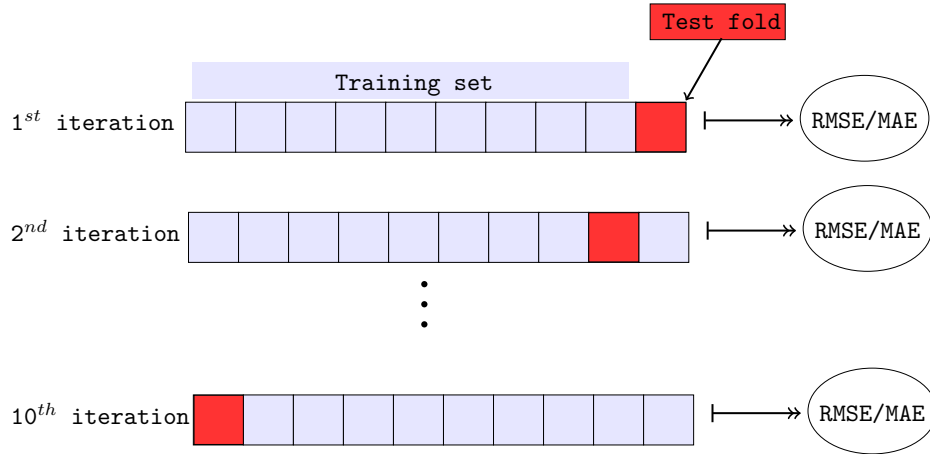 Test fold
Training set
1st iteration
RMSE/MAE
2nd iteration
RMSE/MAE
10th iteration
RMSE/MAE